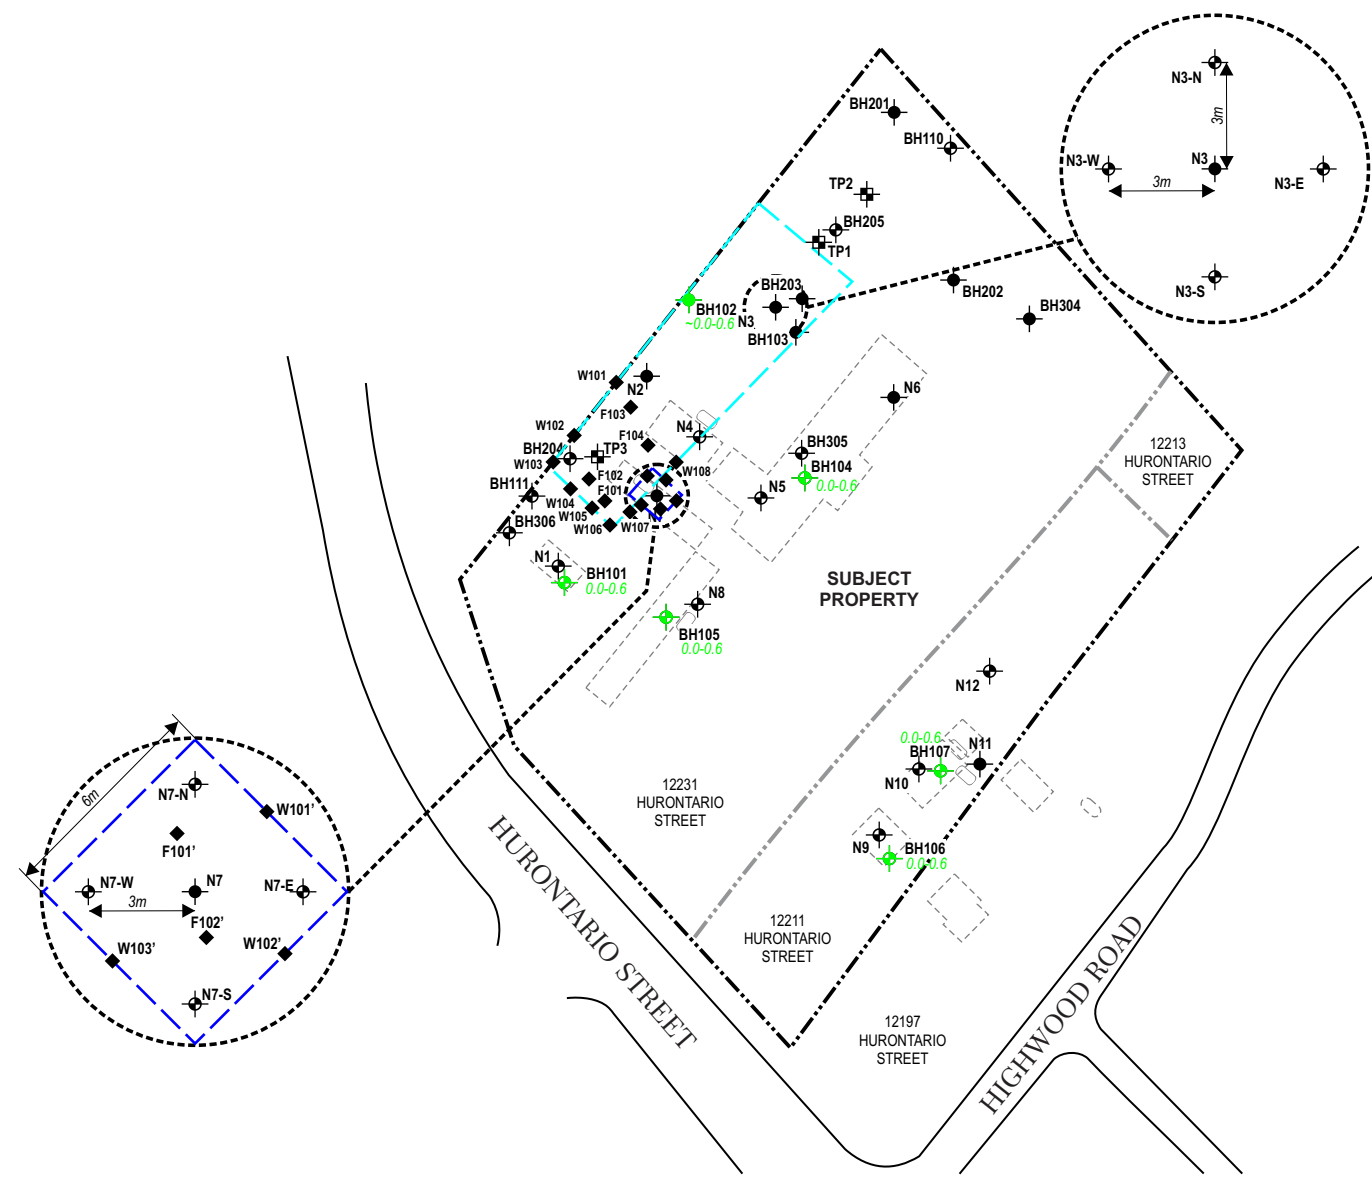 BH201
BH110
TP2
BH205
TP1
BH203
BH102
~0.0-0.6
N3
BH103
BH202
BH304
N3-N
3m
N3-W
N3
3m
N3-E
N3-S
W101
N2
F103
W102
F104
N4
N6
BH204
TP3
W103
W108
BH305
BH104
0.0-0.6
F102
BH111
W104
F101
N5
W105
BH306
W106
W107
N1
BH101
0.0-0.6
N8
BH105
0.0-0.6
SUBJECT
PROPERTY
12213
HURONTARIO
STREET
N12
0.0-0.6
BH107
N11
N10
12231
HURONTARIO
STREET
N9
BH106
0.0-0.6
12211
HURONTARIO
STREET
12197
HURONTARIO
STREET
HURONTARIO STREET
HIGHWOOD ROAD
6m
N7-N
W101'
F101'
N7-W
N7
N7-E
3m
F102'
W103'
W102'
N7-S